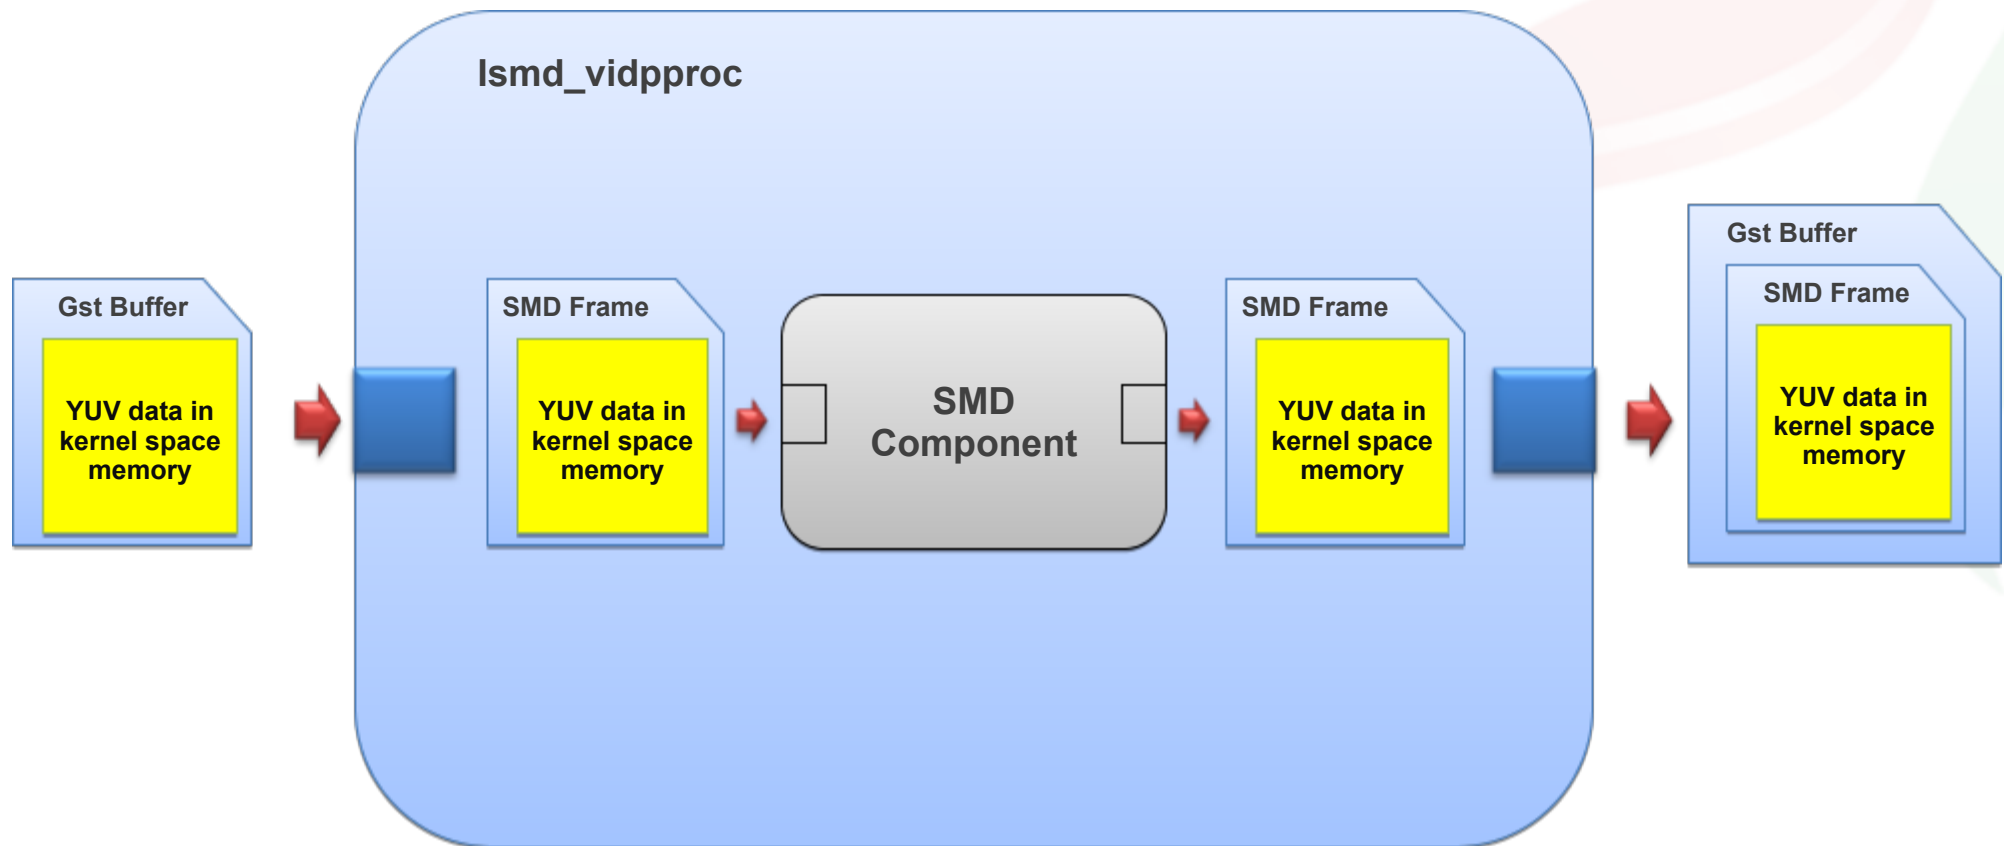 Ismd_vidpproc
Gst Buffer
YUV data in
kernel space
memory
SMD Frame
YUV data in
kernel space
memory
SMD
Component
SMD Frame
YUV data in
kernel space
memory
Gst Buffer
SMD Frame
YUV data in
kernel space
memory